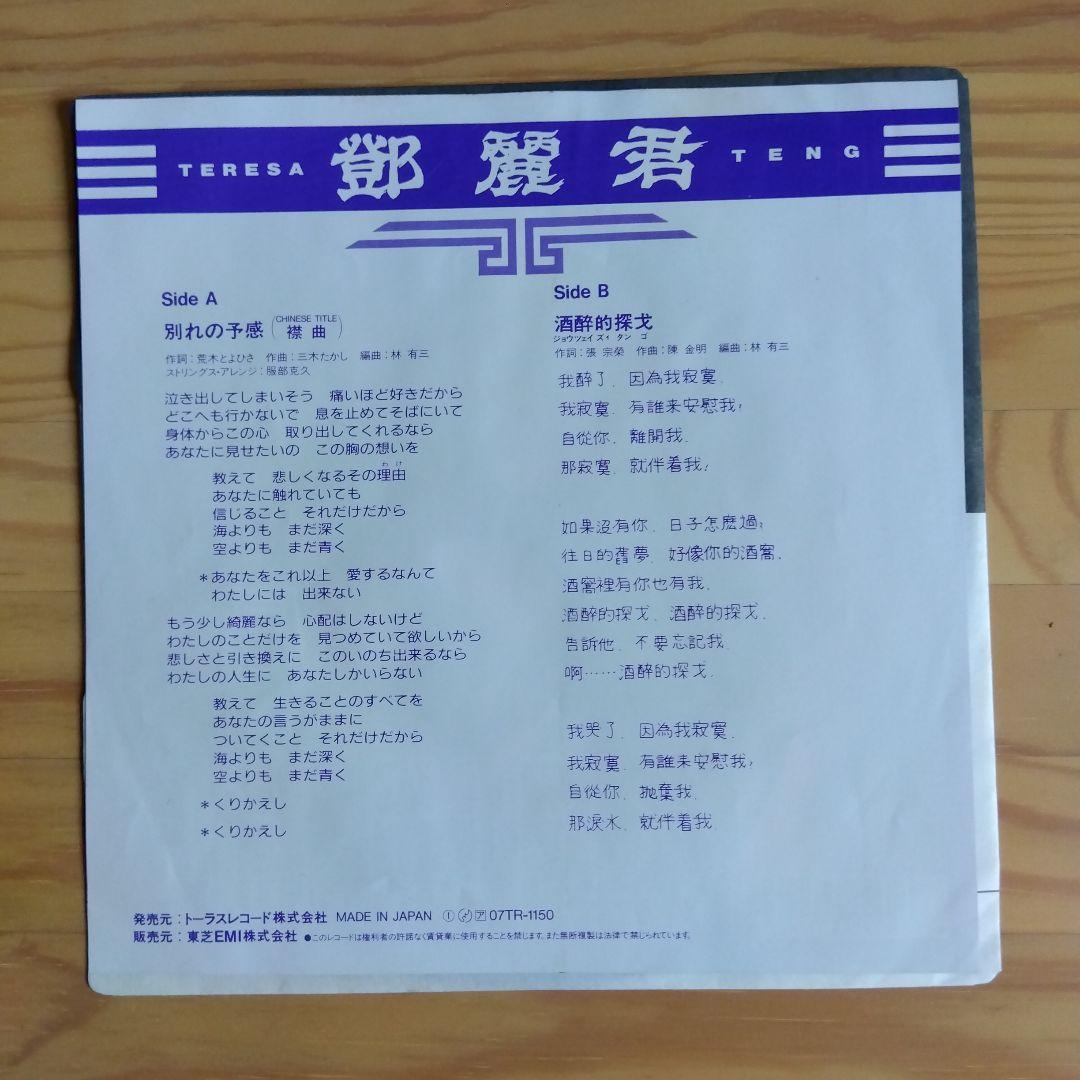 TERESA 鄧麗君 TENG
Side A
別れの予感 (CHINESE TITLE 襟曲)
作詞:荒木とよひさ 作曲:三木たかし 編曲:林 有三
ストリングス・アレンジ:服部克久
泣き出してしまいそう 痛いほど好きだから
どこへも行かないで 息を止めてそばにいて
身体からこの心 取り出してくれるなら
あなたに見せたいの この胸の想いを
教えて 悲しくなるその理由
わけ
あなたに触れていても
信じること それだけだから
海よりも まだ深く
空よりも まだ青く
*あなたをこれ以上 愛するなんて
わたしには 出来ない
もう少し綺麗なら 心配はしないけど
わたしのことだけを 見つめていて欲しいから
悲しさと引き換えに このいのち出来るなら
わたしの人生に あなたしかいらない
教えて 生きることのすべてを
あなたの言うがままに
ついてくこと それだけだから
海よりも まだ深く
空よりも まだ青く
*くりかえし
*くりかえし
Side B
酒醉的探戈
ジョウツェイズィ タン ゴ
作詞:張 宗榮 作曲:陳 金明 編曲:林 有三
我醉了、因為我寂寞、
我寂寞、有誰来安慰我?
自從你、離開我、
那寂寞、就伴着我?
如果沒有你、日子怎麽過?
往日的舊夢、好像你的酒窩、
酒窩裡有你也有我、
酒醉的探戈、酒醉的探戈、
告訴他、不要忘記我、
啊……酒醉的探戈、
我哭了、因為我寂寞、
我寂寞、有誰来安慰我?
自從你、抛棄我、
那淚水、就伴着我、
発売元:トーラスレコード株式会社 MADE IN JAPAN 07TR-1150
販売元:東芝EMI株式会社 ●このレコードは権利者の許諾なく賃貸業に使用することを禁じます。また無断複製は法律で禁じられています。